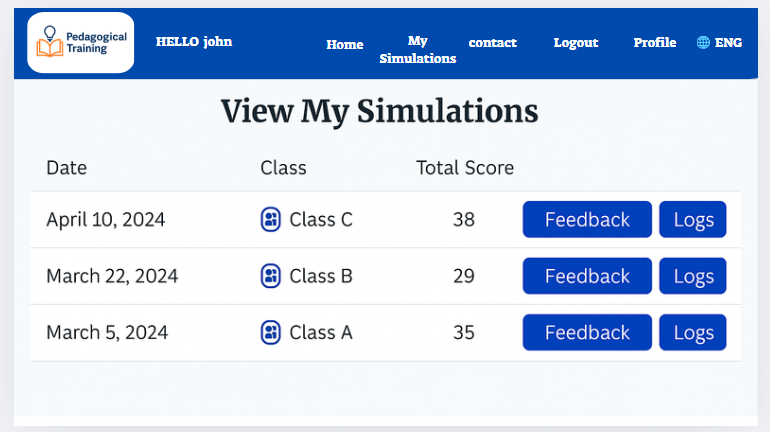 Pedagogical
Training
HELLO john
Home
My
Simulations
contact
Logout
Profile
ENG
View My Simulations
Date Class Total Score
April 10, 2024 Class C 38 Feedback Logs
March 22, 2024 Class B 29 Feedback Logs
March 5, 2024 Class A 35 Feedback Logs